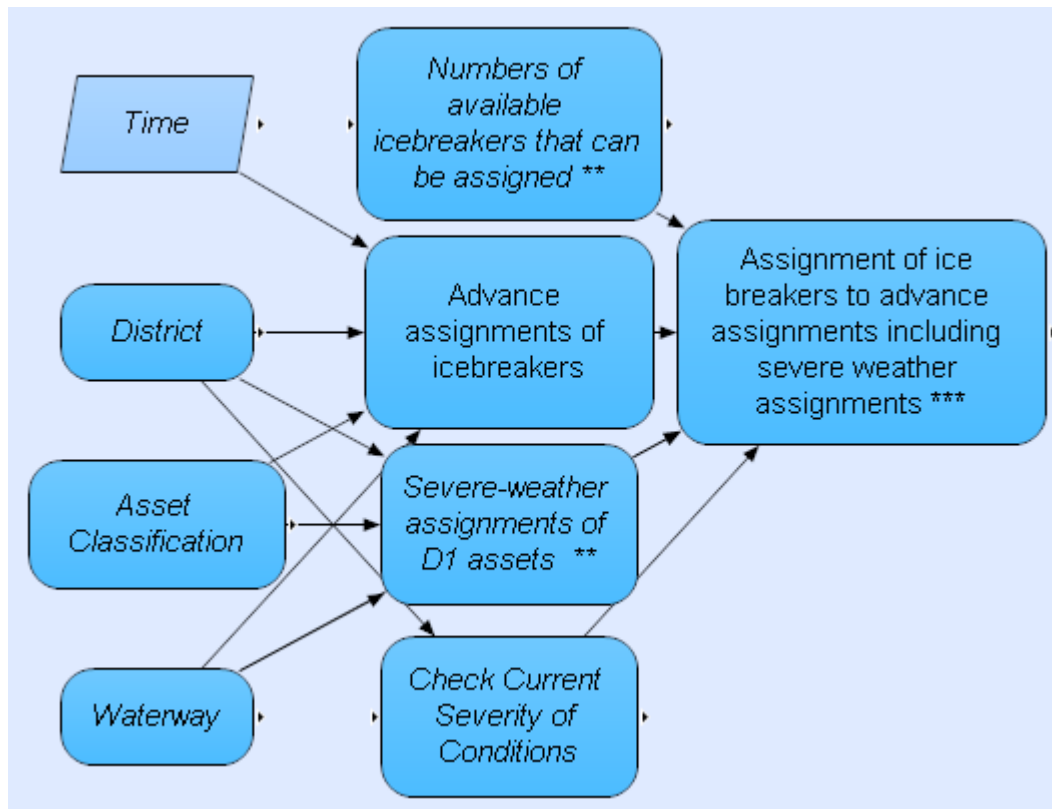 Time
Numbers of
available
icebreakers that can
be assigned **
District
Advance
assignments of
icebreakers
Assignment of ice
breakers to advance
assignments including
severe weather
assignments ***
Asset
Classification
Severe-weather
assignments of
D1 assets **
Waterway
Check Current
Severity of
Conditions